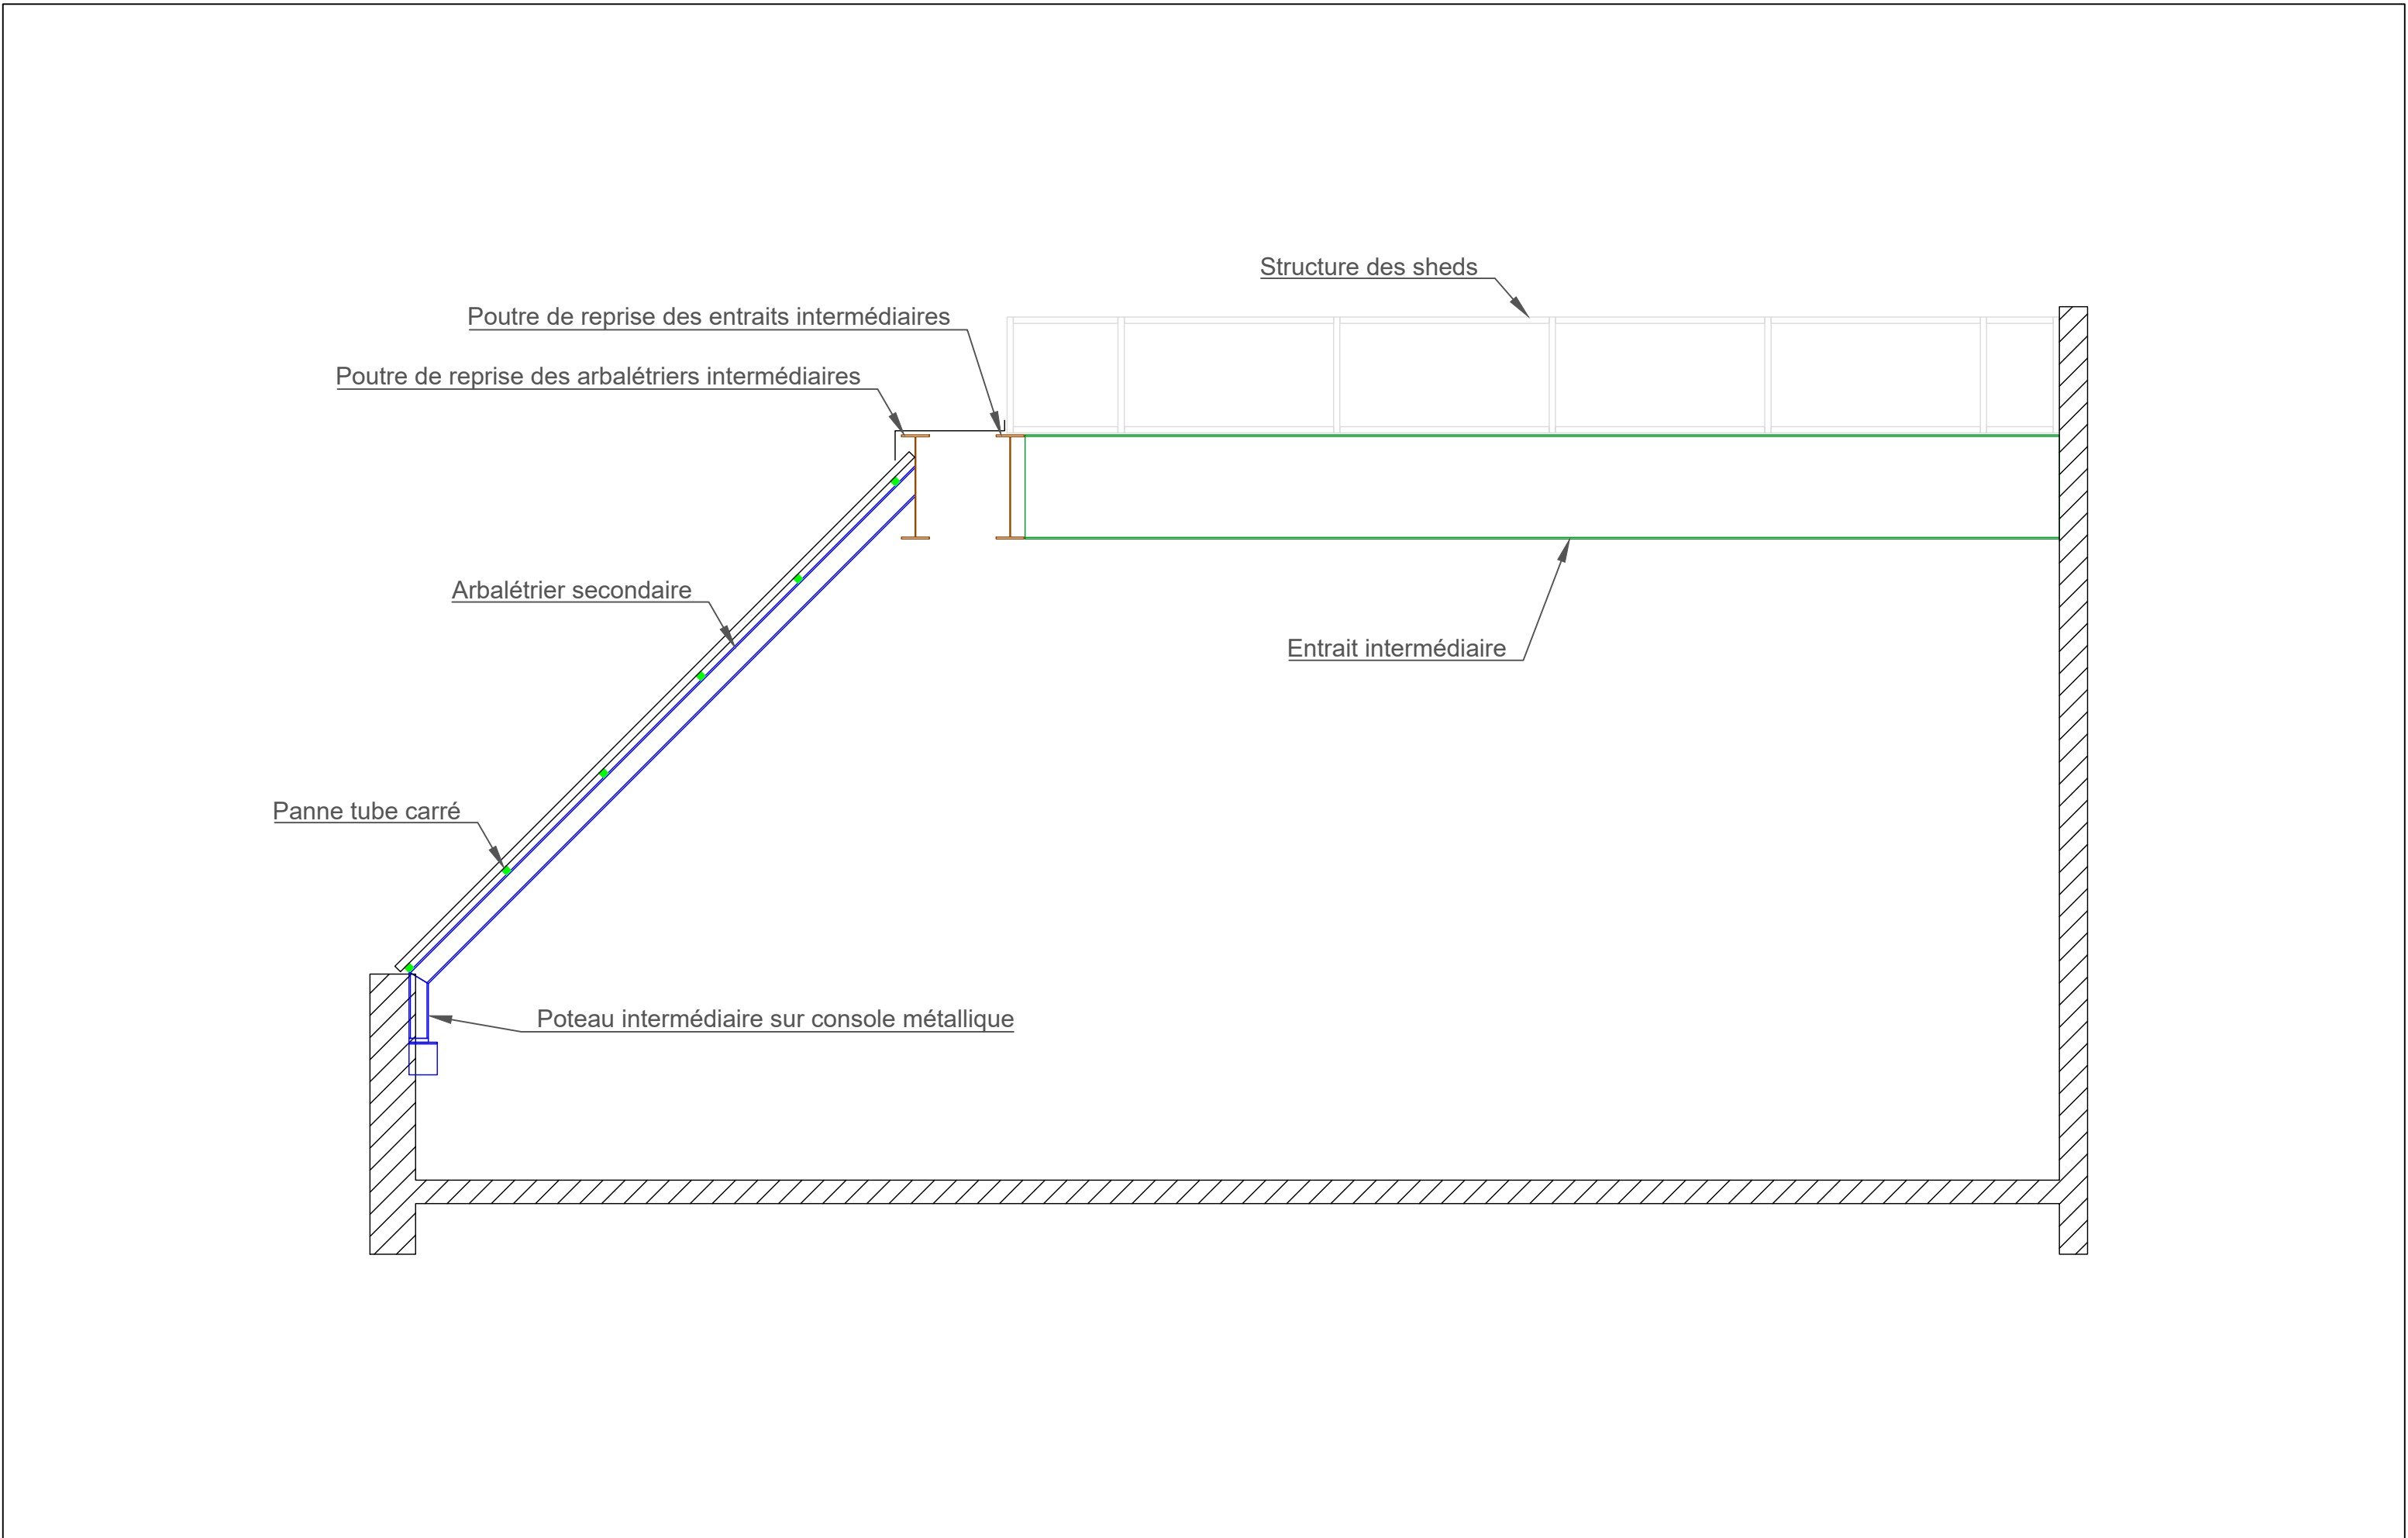 Structure des sheds
Poutre de reprise des entraits intermédiaires
Poutre de reprise des arbalétriers intermédiaires
Arbalétrier secondaire
Entrait intermédiaire
Panne tube carré
Poteau intermédiaire sur console métallique